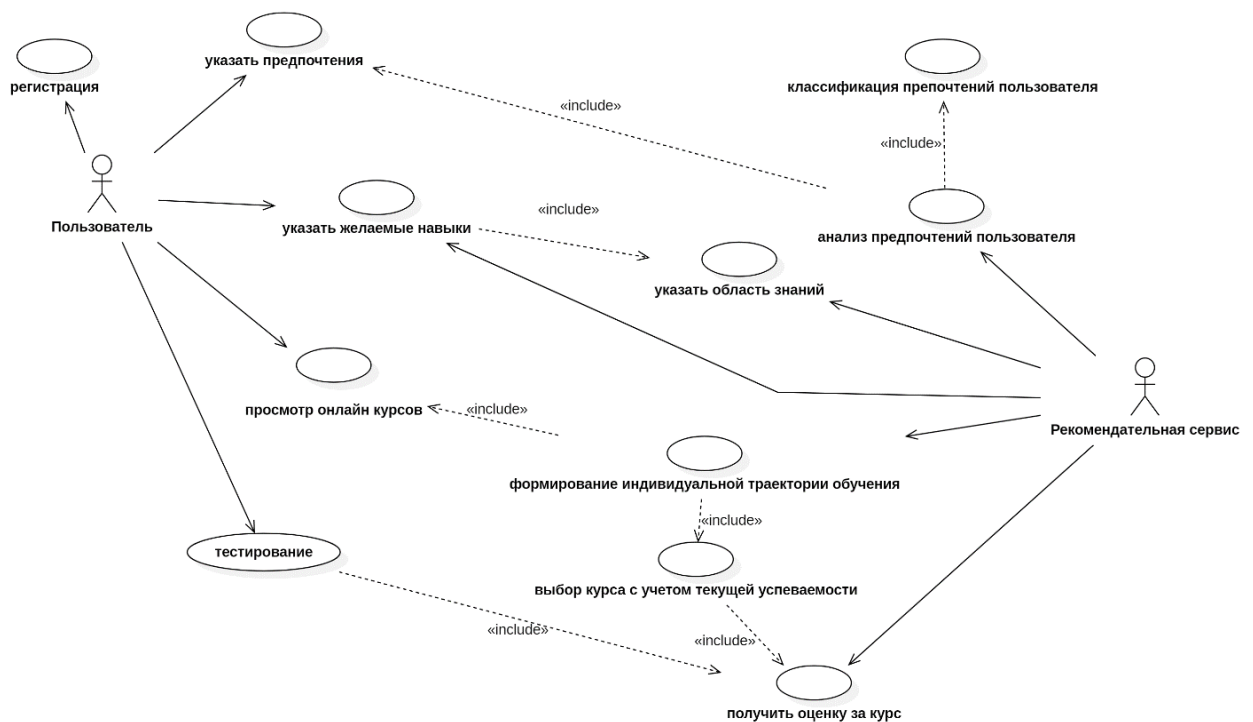 указать предпочтения
регистрация
классификация препочтений пользователя
«include»
«include»
Пользователь
указать желаемые навыки
«include»
анализ предпочтений пользователя
указать область знаний
просмотр онлайн курсов
«include»
Рекомендательная сервис
формирование индивидуальной траектории обучения
«include»
тестирование
выбор курса с учетом текущей успеваемости
«include»
«include»
получить оценку за курс